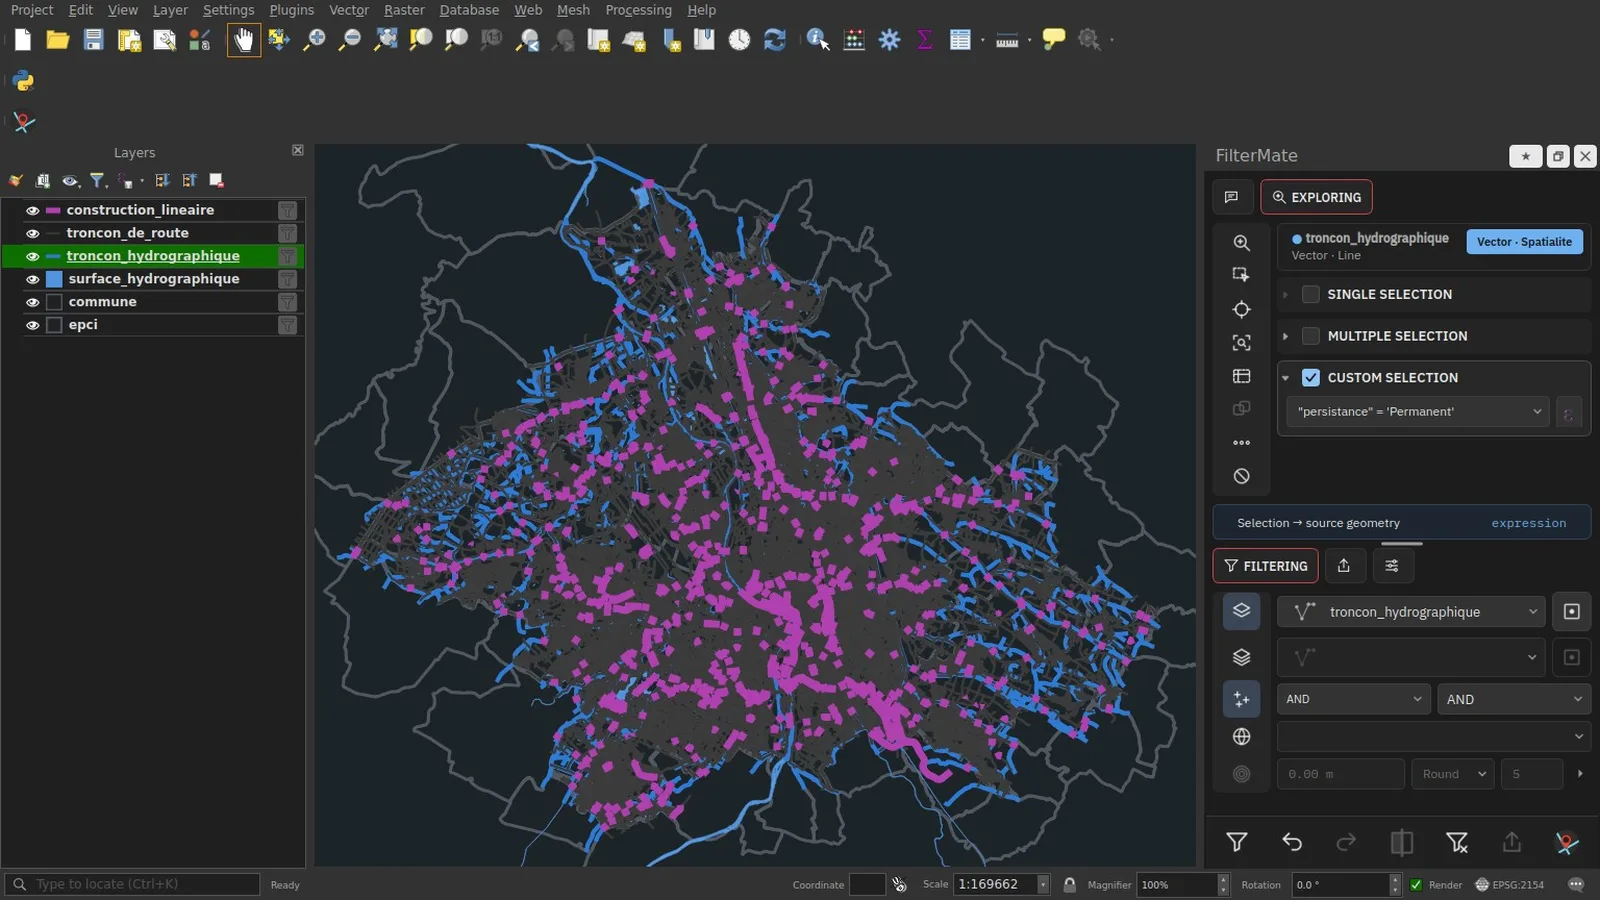 Project Edit View Layer Settings Plugins Vector Raster Database Web Mesh Processing Help
Layers
construction_lineaire
troncon_de_route
troncon_hydrographique
surface_hydrographique
commune
epci
FilterMate
EXPLORING
troncon_hydrographique
Vector · Line
Vector · Spatialite
SINGLE SELECTION
MULTIPLE SELECTION
CUSTOM SELECTION
"persistance" = 'Permanent'
ε
Selection → source geometry expression
FILTERING
troncon_hydrographique
AND AND
0.00 m Round 5
Type to locate (Ctrl+K) Ready Coordinate Scale 1:169662 Magnifier 100% Rotation 0.0 ° Render EPSG:2154